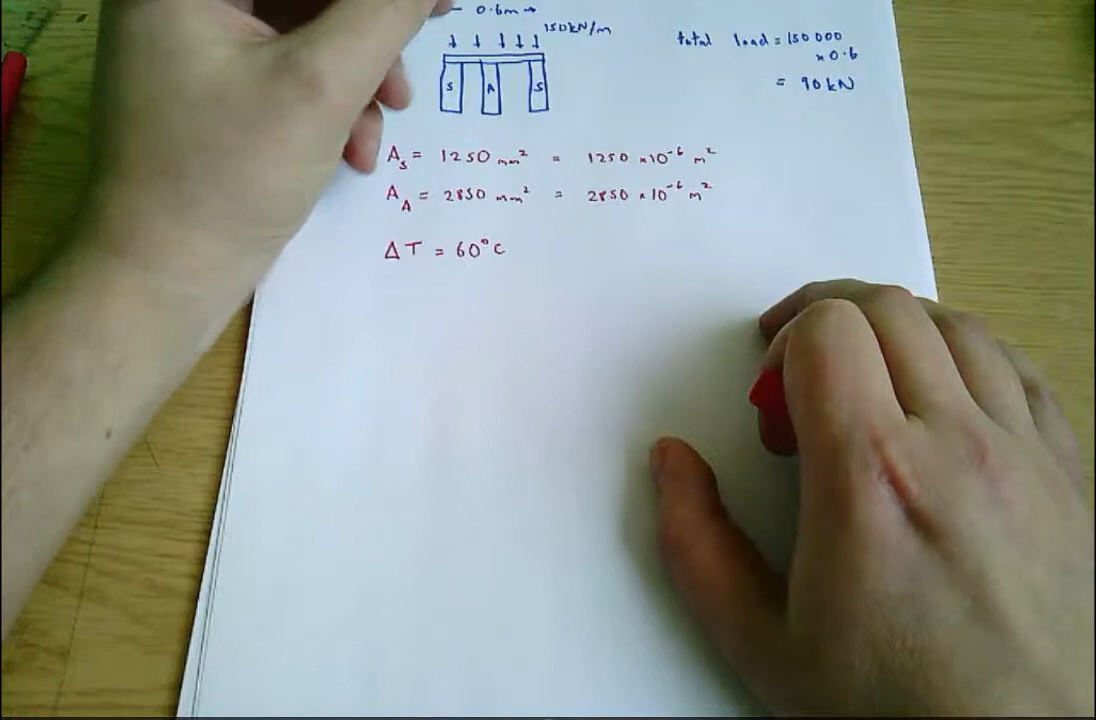 0.6m
150kN/m
S A S
total load = 150 000
× 0.6
= 90 kN
A_S = 1250 mm² = 1250 ×10⁻⁶ m²
A_A = 2850 mm² = 2850 ×10⁻⁶ m²
ΔT = 60°C